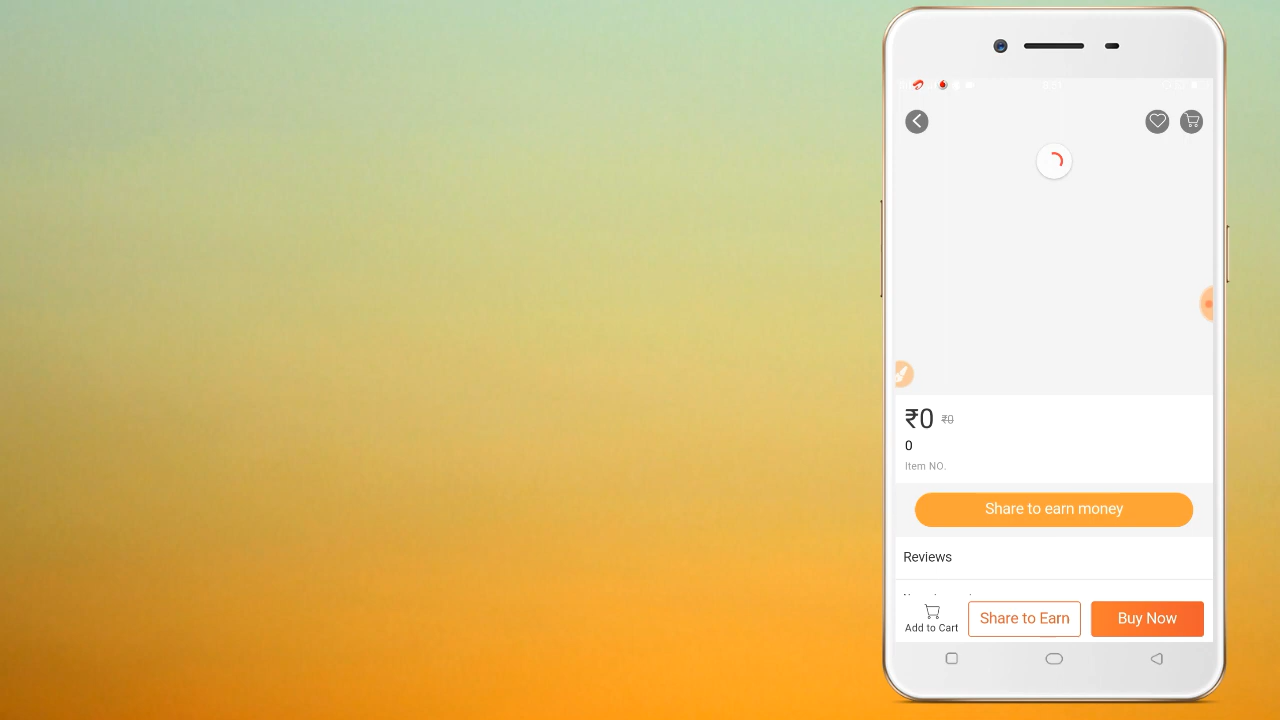 ₹0 ₹0
0
Item NO.
Share to earn money
Reviews
Add to Cart
Share to Earn
Buy Now